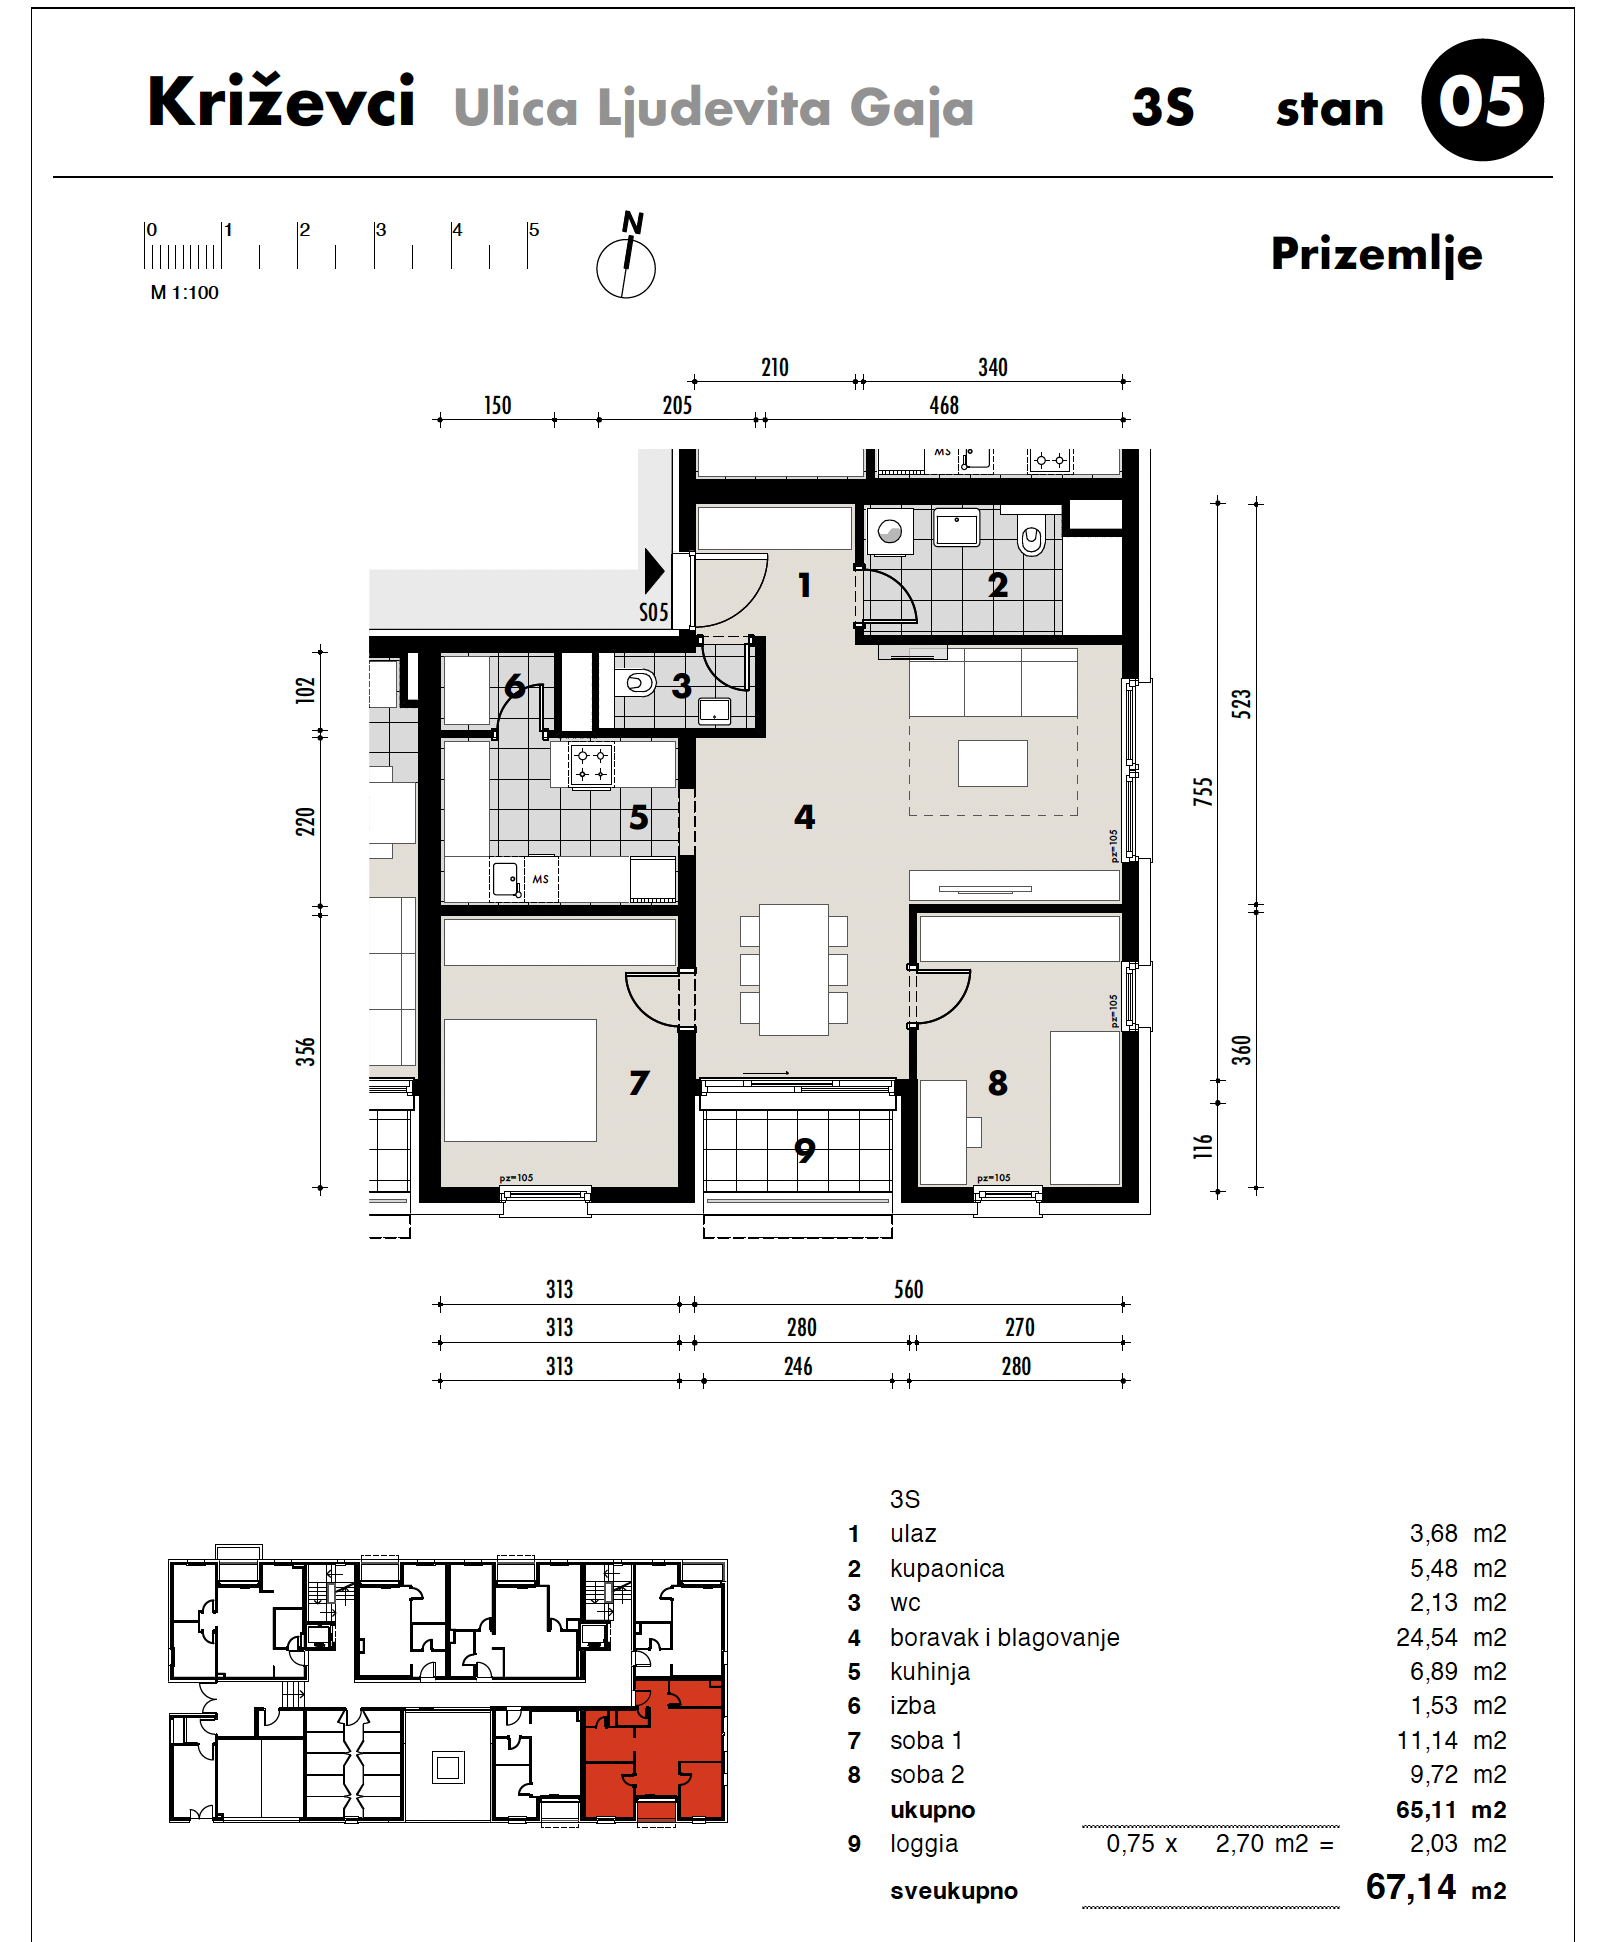 Križevci Ulica Ljudevita Gaja 3S stan 05
0 1 2 3 4 5
M 1:100
N
Prizemlje
210 340
150 205 468
MS
S05
1
2
3
6
4
5
MS
7
8
9
pz=105
pz=105
pz=105
pz=105
102
220
356
523
755
360
116
313 560
313 280 270
313 246 280
3S
1 ulaz 3,68 m2
2 kupaonica 5,48 m2
3 wc 2,13 m2
4 boravak i blagovanje 24,54 m2
5 kuhinja 6,89 m2
6 izba 1,53 m2
7 soba 1 11,14 m2
8 soba 2 9,72 m2
ukupno 65,11 m2
9 loggia 0,75 x 2,70 m2 = 2,03 m2
sveukupno 67,14 m2